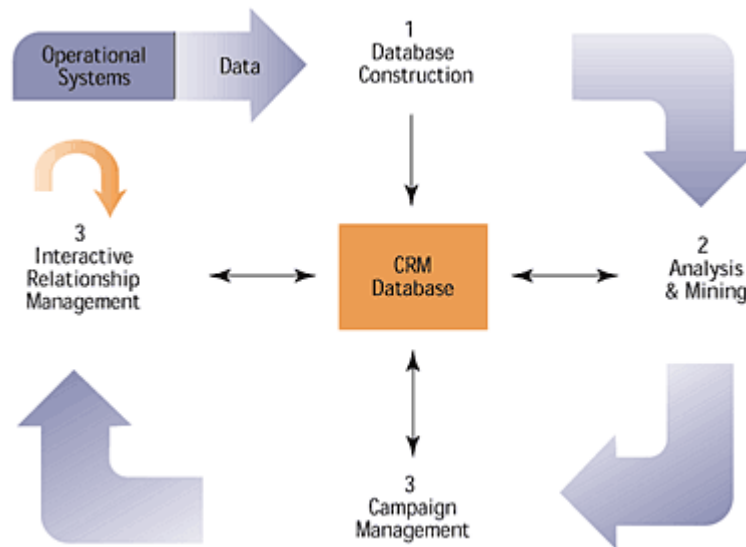 Operational
Systems
Data
1
Database
Construction
3
Interactive
Relationship
Management
CRM
Database
2
Analysis
& Mining
3
Campaign
Management